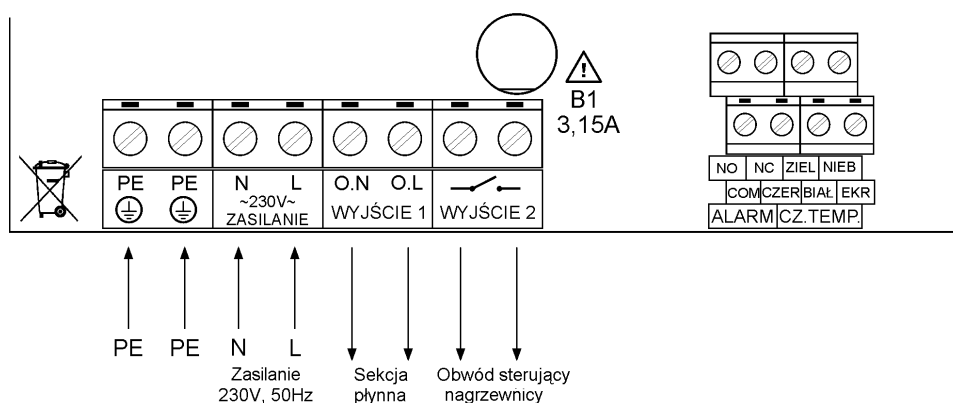 B1
3,15A
PE PE N L O.N O.L
~230V~
ZASILANIE
WYJŚCIE 1 WYJŚCIE 2
NO NC ZIEL NIEB
COM CZER BIAŁ EKR
ALARM CZ.TEMP.
PE PE N L
Zasilanie
230V, 50Hz
Sekcja
płynna
Obwód sterujący
nagrzewnicy